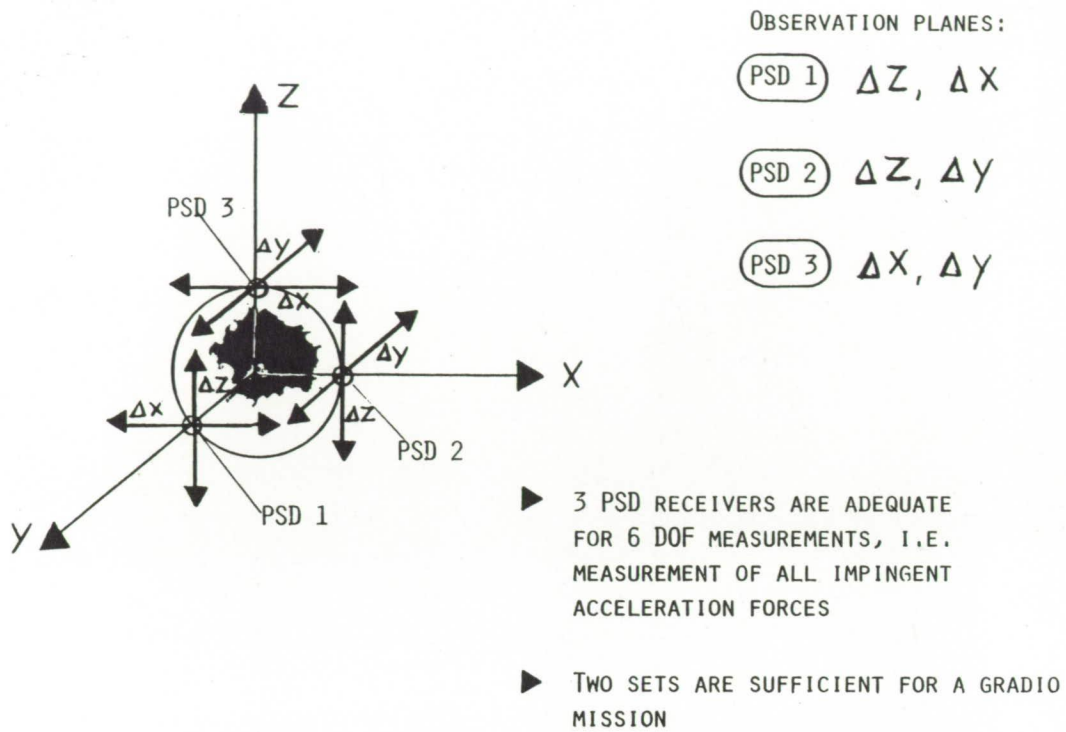 OBSERVATION PLANES:
PSD 1 ΔZ, ΔX
PSD 2 ΔZ, ΔY
PSD 3 ΔX, ΔY
Z
PSD 3
Δy
Δx
Δy
X
Δz
Δx
Δz
PSD 2
PSD 1
Y
▶ 3 PSD RECEIVERS ARE ADEQUATE
FOR 6 DOF MEASUREMENTS, I.E.
MEASUREMENT OF ALL IMPINGENT
ACCELERATION FORCES
▶ TWO SETS ARE SUFFICIENT FOR A GRADIO
MISSION